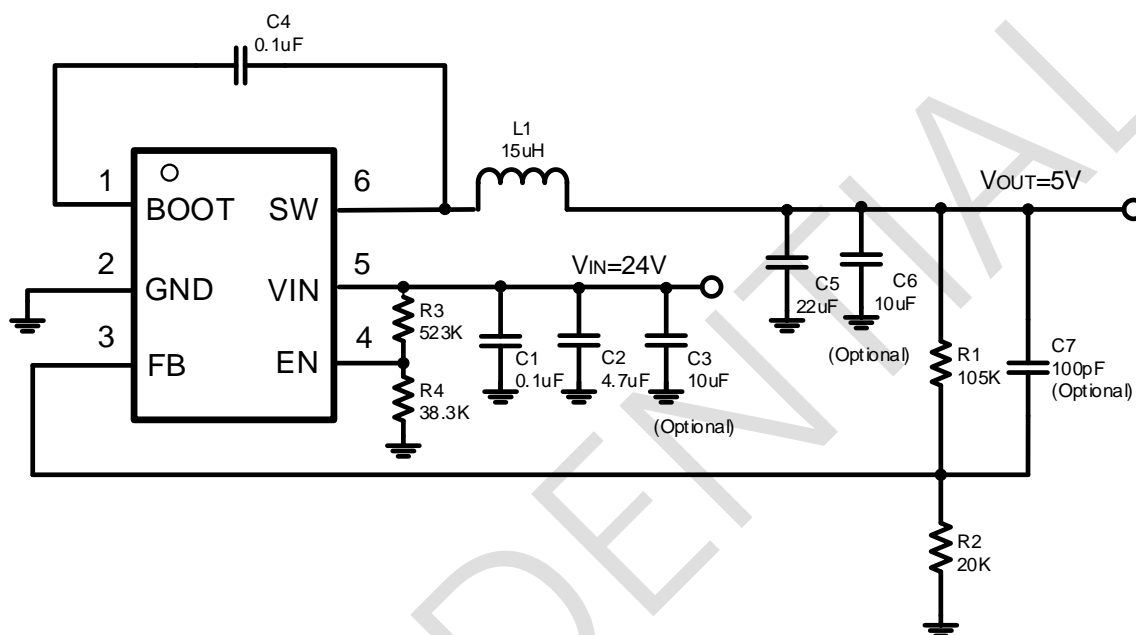 C4
0.1uF
1
BOOT
SW
6
L1
15uH
VOUT=5V
2
GND
VIN
5
VIN=24V
3
FB
EN
4
R3
523K
R4
38.3K
C1
0.1uF
C2
4.7uF
C3
10uF
(Optional)
C5
22uF
C6
10uF
(Optional)
R1
105K
C7
100pF
(Optional)
R2
20K
DENTIAL